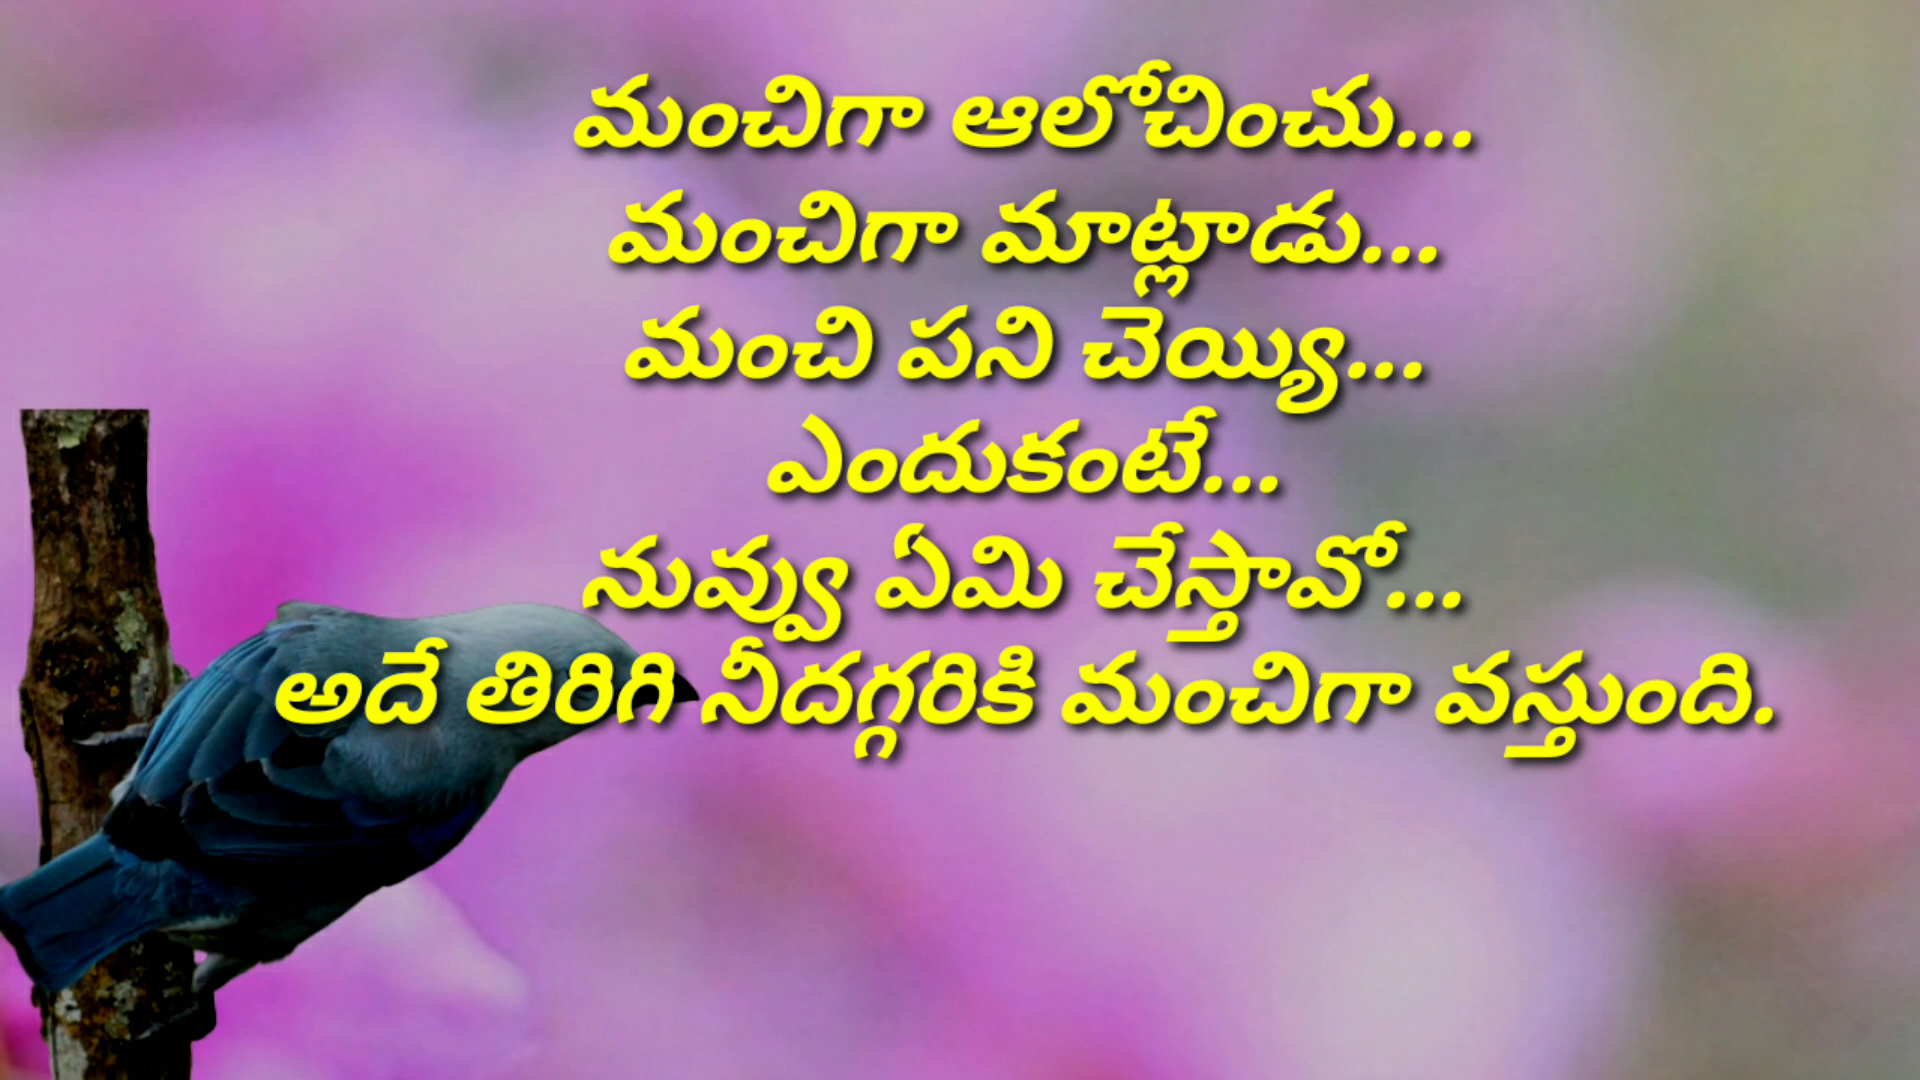 మంచిగా ఆలోచించు...
మంచిగా మాట్లాడు...
మంచి పని చెయ్యి...
ఎందుకంటే...
నువ్వు ఏమి చేస్తావో...
అదే తిరిగి నీదగ్గరికి మంచిగా వస్తుంది.